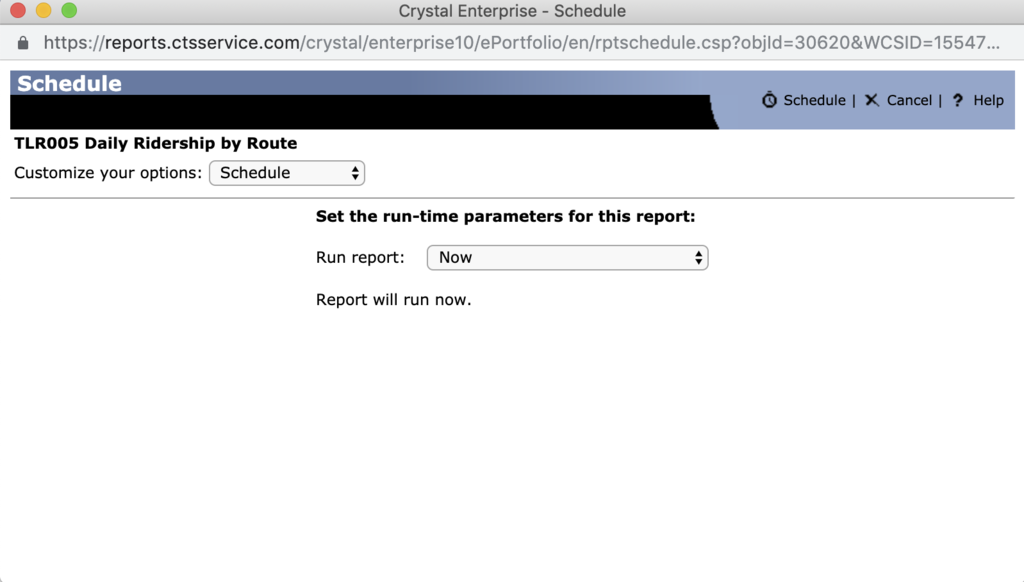 Crystal Enterprise - Schedule
https://reports.ctsservice.com/crystal/enterprise10/ePortfolio/en/rptschedule.csp?objId=30620&WCSID=15547...
Schedule
Schedule | Cancel | ? Help
TLR005 Daily Ridership by Route
Customize your options: Schedule
Set the run-time parameters for this report:
Run report: Now
Report will run now.